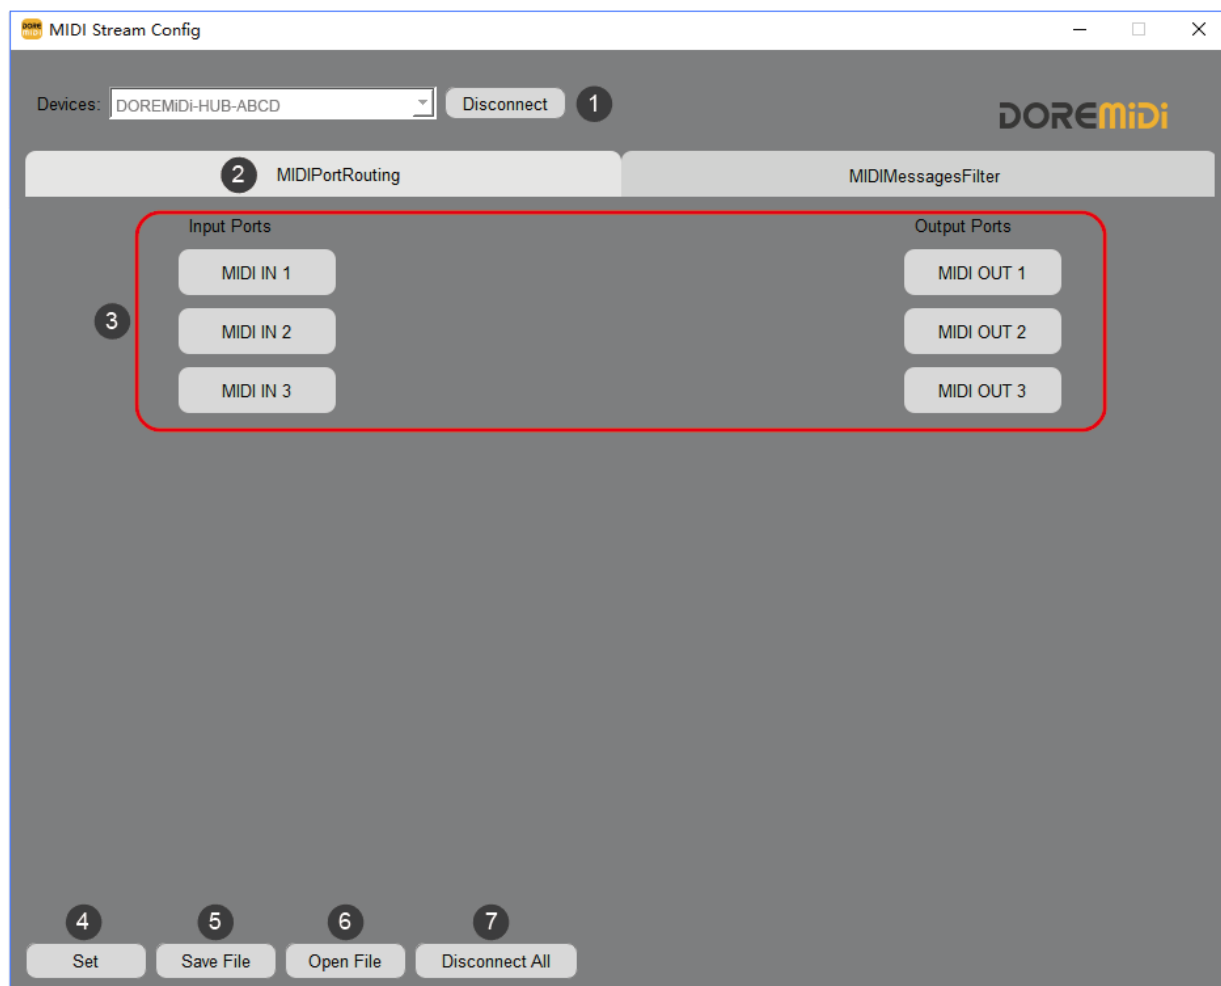 MIDI Stream Config
Devices: DOREMiDi-HUB-ABCD Disconnect 1
DOREMiDi
2 MIDIPortRouting MIDIMessagesFilter
Input Ports Output Ports
MIDI IN 1 MIDI OUT 1
3 MIDI IN 2 MIDI OUT 2
MIDI IN 3 MIDI OUT 3
4 5 6 7
Set Save File Open File Disconnect All